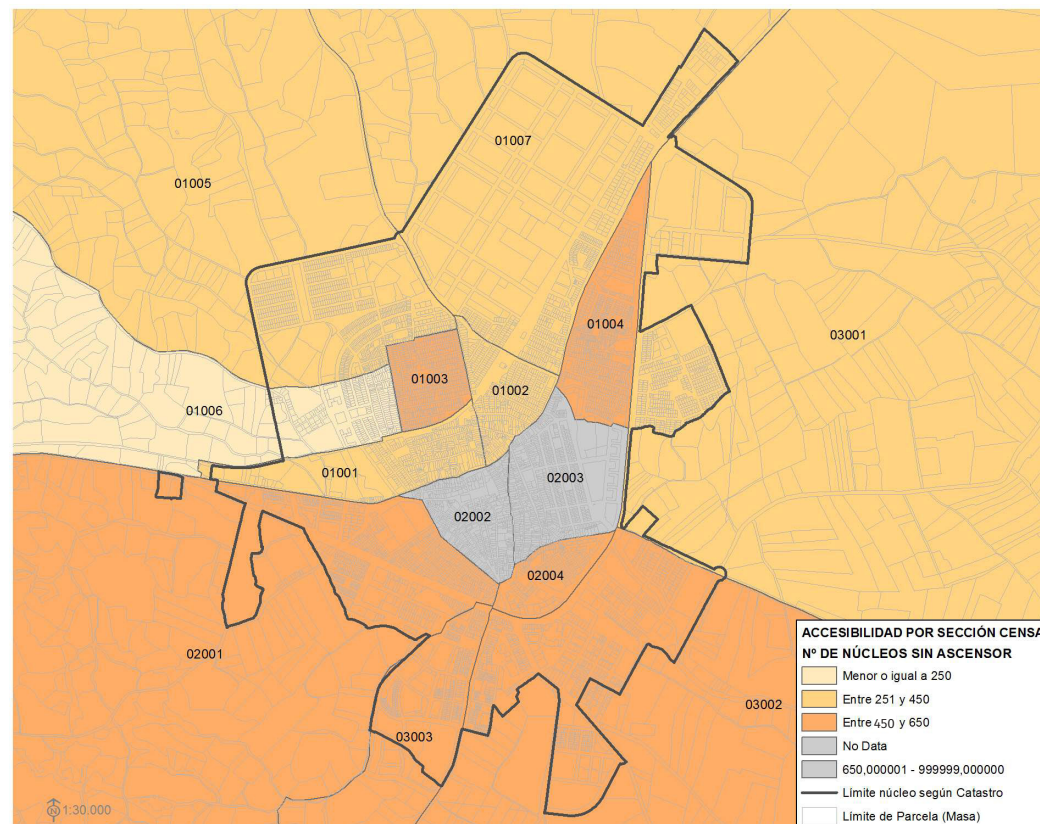 01007
01005
01004
03001
01003
01002
01006
01001
02003
02002
02004
02001
03002
03003
ACCESIBILIDAD POR SECCIÓN CENSA
Nº DE NÚCLEOS SIN ASCENSOR
Menor o igual a 250
Entre 251 y 450
Entre 450 y 650
No Data
650,000001 - 999999,000000
Límite núcleo según Catastro
Límite de Parcela (Masa)
N 1:30.000